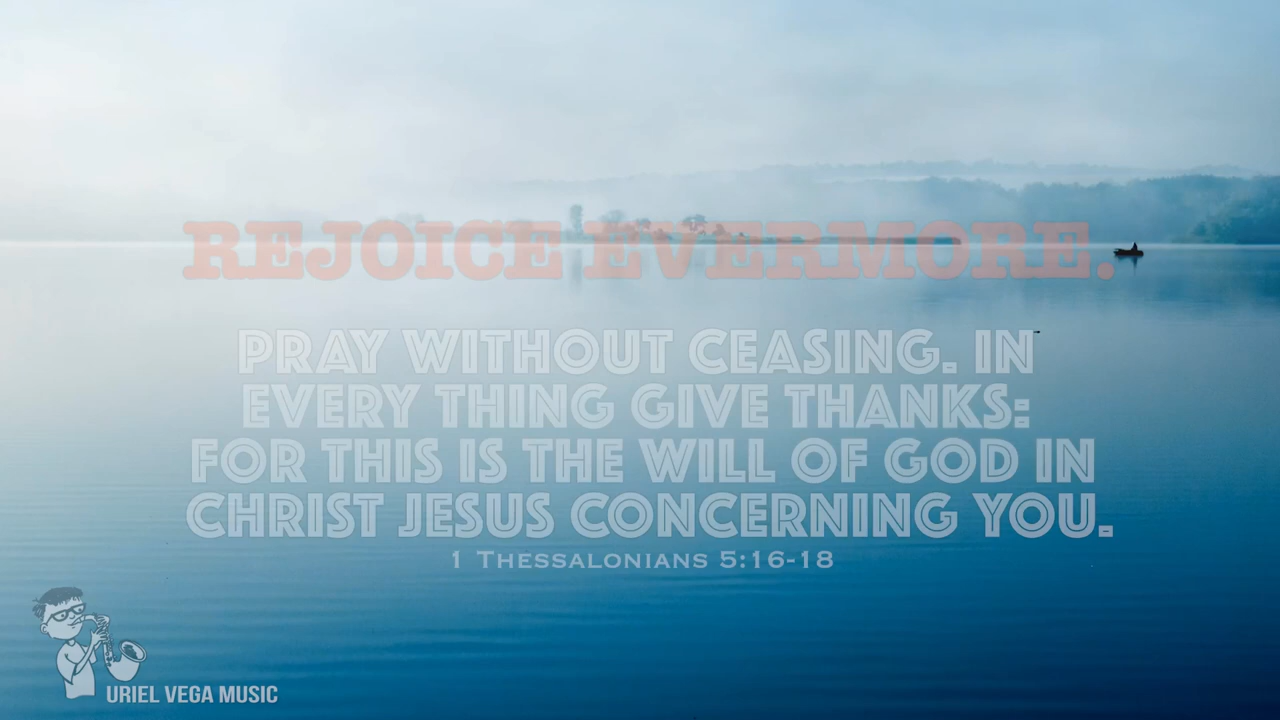 REJOICE EVERMORE.
PRAY WITHOUT CEASING. IN
EVERY THING GIVE THANKS:
FOR THIS IS THE WILL OF GOD IN
CHRIST JESUS CONCERNING YOU.
1 THESSALONIANS 5:16-18
URIEL VEGA MUSIC